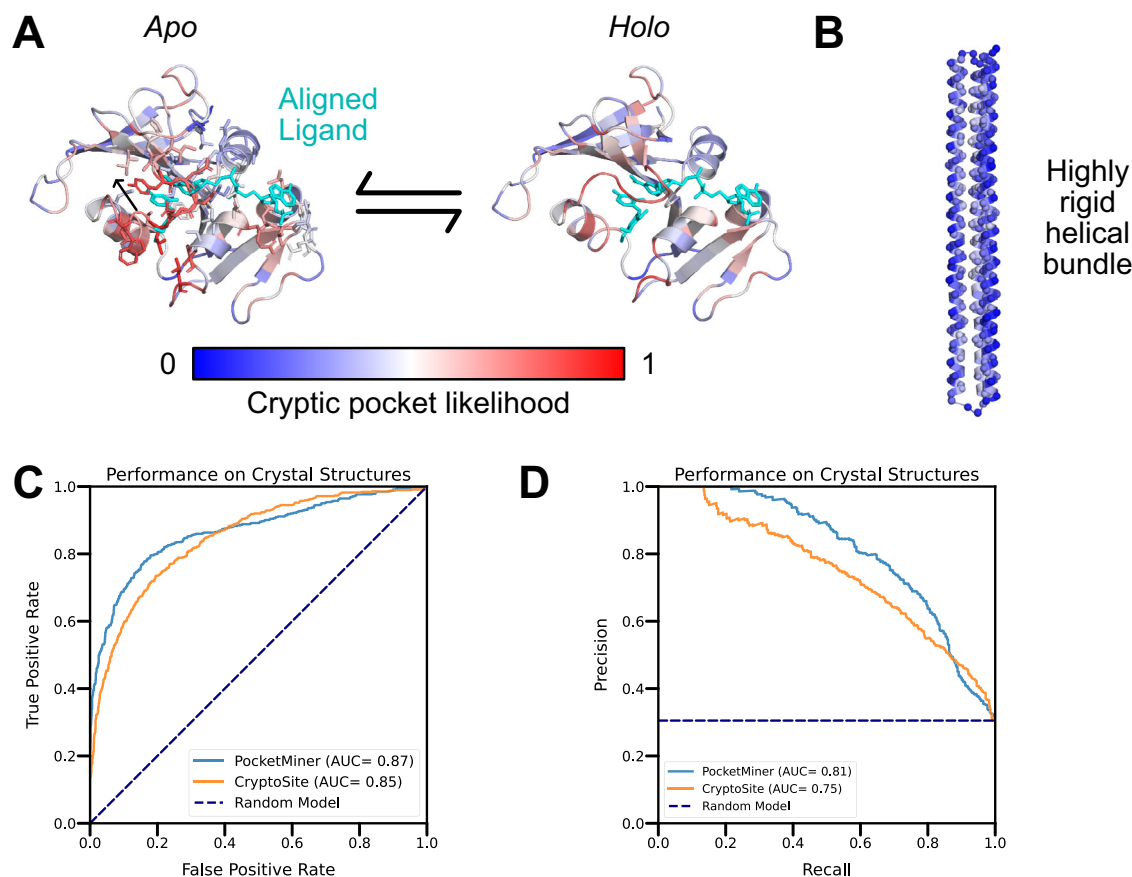 A
Apo
Holo
B
Aligned
Ligand
Highly
rigid
helical
bundle
0
1
Cryptic pocket likelihood
C
Performance on Crystal Structures
1.0
0.8
0.6
0.4
0.2
0.0
True Positive Rate
PocketMiner (AUC= 0.87)
CryptoSite (AUC= 0.85)
Random Model
0.0 0.2 0.4 0.6 0.8 1.0
False Positive Rate
D
Performance on Crystal Structures
1.0
0.8
0.6
0.4
0.2
0.0
Precision
PocketMiner (AUC= 0.81)
CryptoSite (AUC= 0.75)
Random Model
0.0 0.2 0.4 0.6 0.8 1.0
Recall